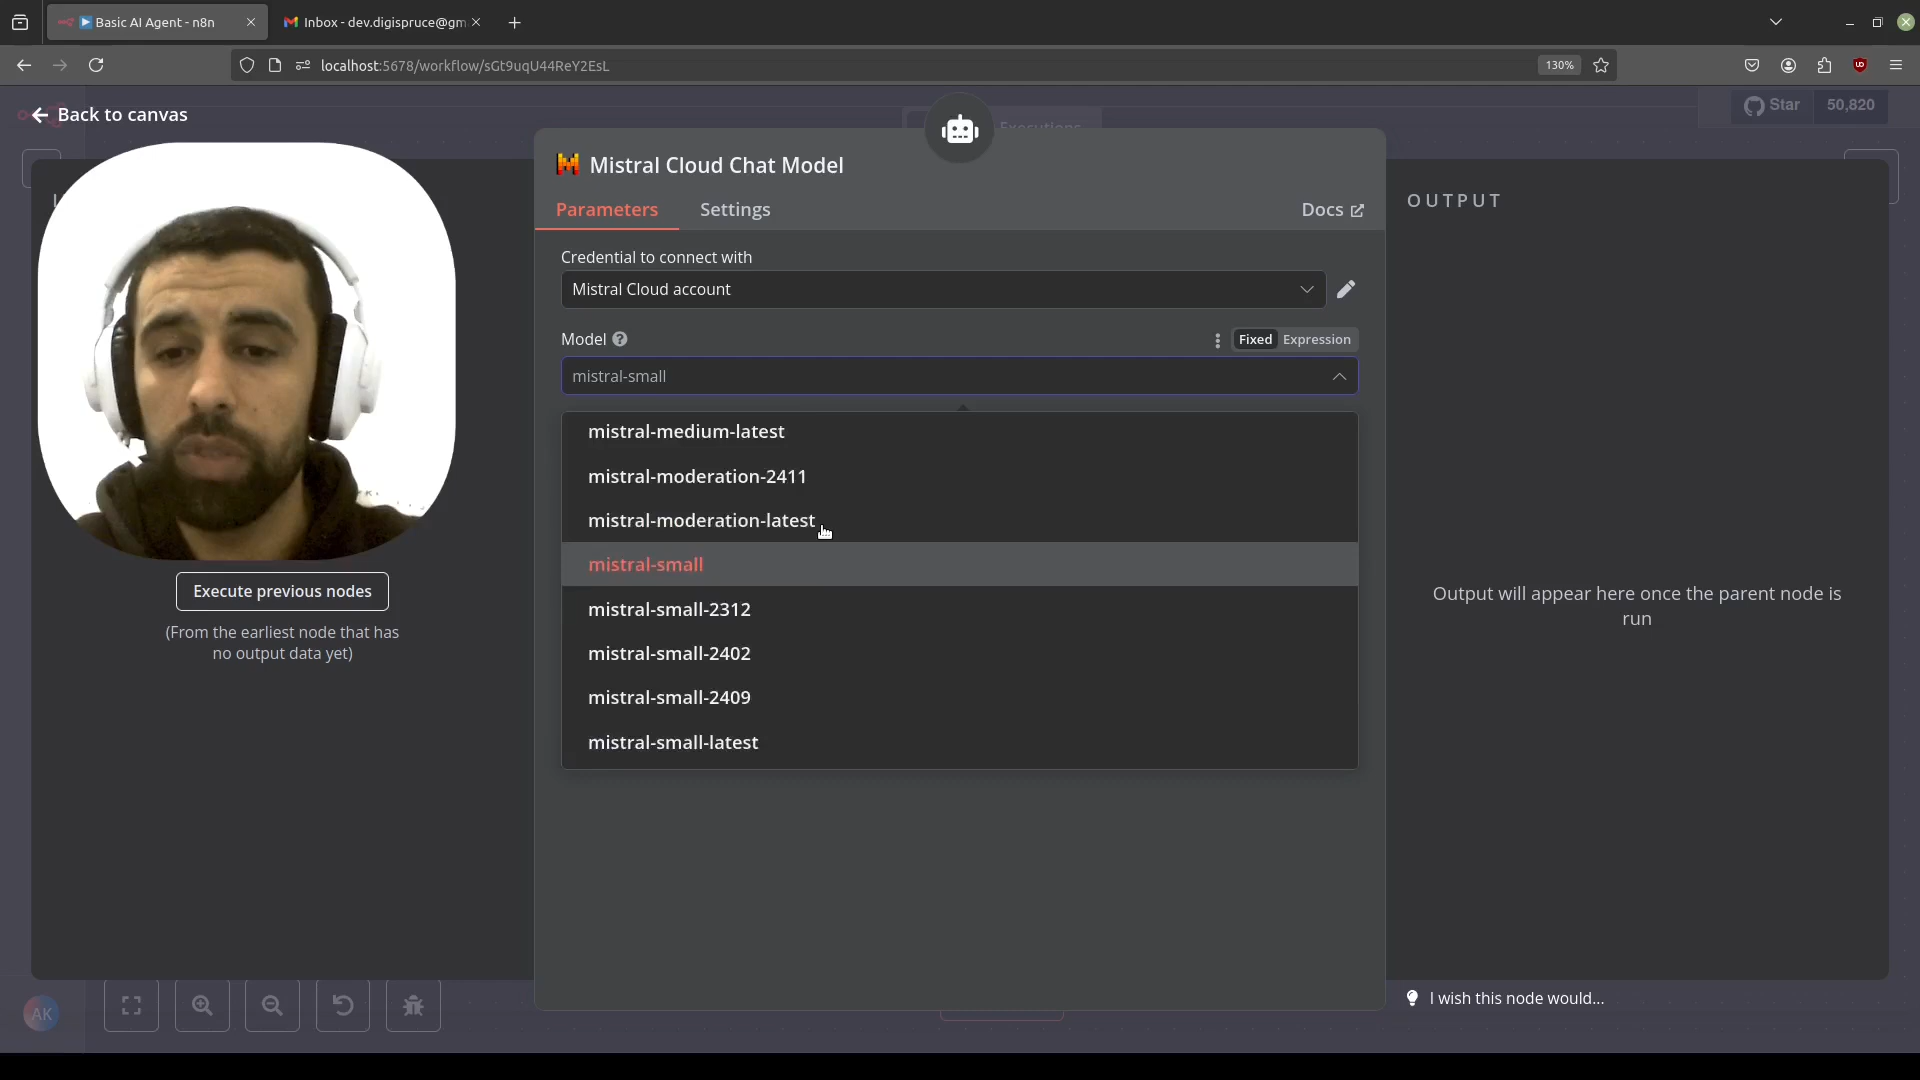 Basic AI Agent - n8n
Inbox - dev.digispruce@gm
localhost:5678/workflow/sGt9uqU44ReY2EsL
130%
Back to canvas
Executions
Star
50,820
Mistral Cloud Chat Model
Parameters
Settings
Docs
OUTPUT
Credential to connect with
Mistral Cloud account
Model
Fixed
Expression
mistral-small
mistral-medium-latest
mistral-moderation-2411
mistral-moderation-latest
mistral-small
mistral-small-2312
mistral-small-2402
mistral-small-2409
mistral-small-latest
Execute previous nodes
(From the earliest node that has
no output data yet)
Output will appear here once the parent node is
run
I wish this node would...
AK